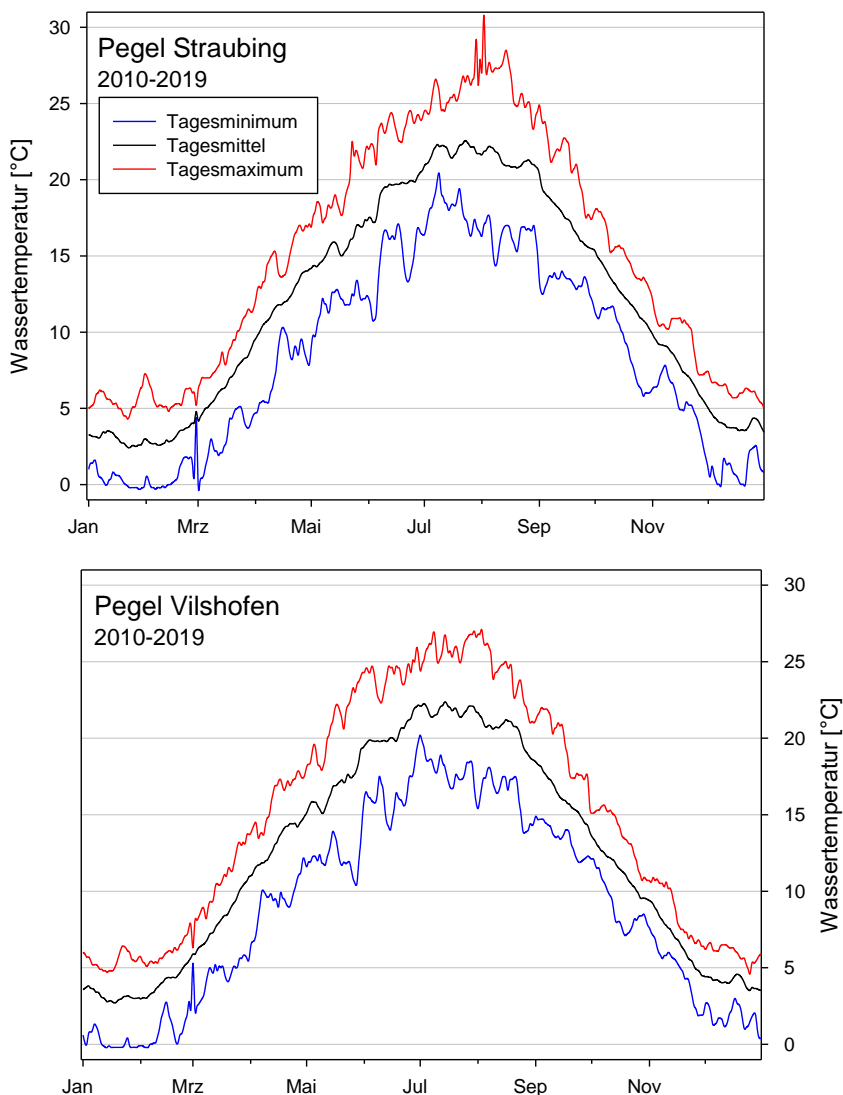 Pegel Straubing
2010-2019
Tagesminimum
Tagesmittel
Tagesmaximum
Wassertemperatur [°C]
30
25
20
15
10
5
0
Jan Mrz Mai Jul Sep Nov
Pegel Vilshofen
2010-2019
30
25
20
15
10
5
0
Wassertemperatur [°C]
Jan Mrz Mai Jul Sep Nov